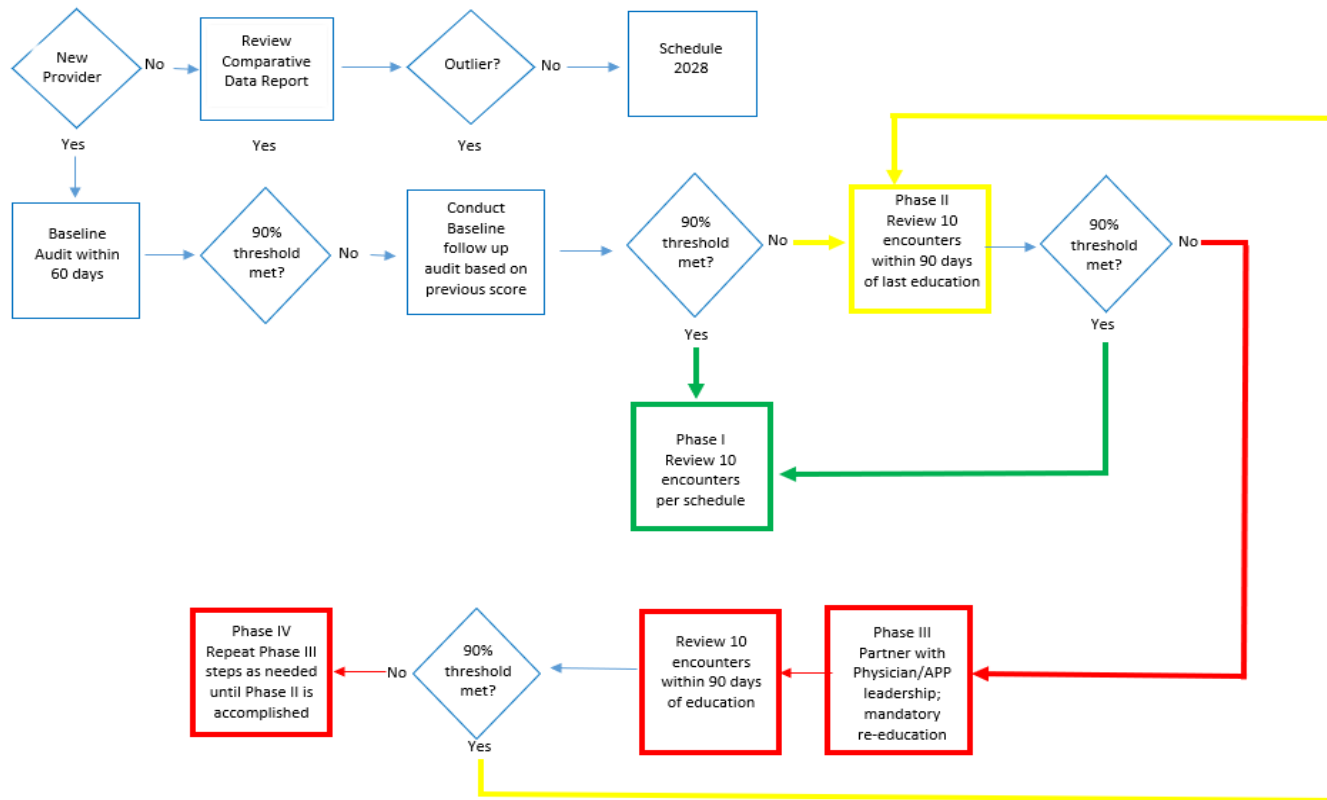 New
Provider
No
Review
Comparative
Data Report
Outlier?
No
Schedule
2028
Yes
Yes
Yes
Baseline
Audit within
60 days
90%
threshold
met?
No
Conduct
Baseline
follow up
audit based on
previous score
90%
threshold
met?
No
Phase II
Review 10
encounters
within 90 days
of last education
90%
threshold
met?
No
Yes
Yes
Phase I
Review 10
encounters
per schedule
Phase IV
Repeat Phase III
steps as needed
until Phase II is
accomplished
No
90%
threshold
met?
Yes
Review 10
encounters
within 90 days
of education
Phase III
Partner with
Physician/APP
leadership;
mandatory
re-education